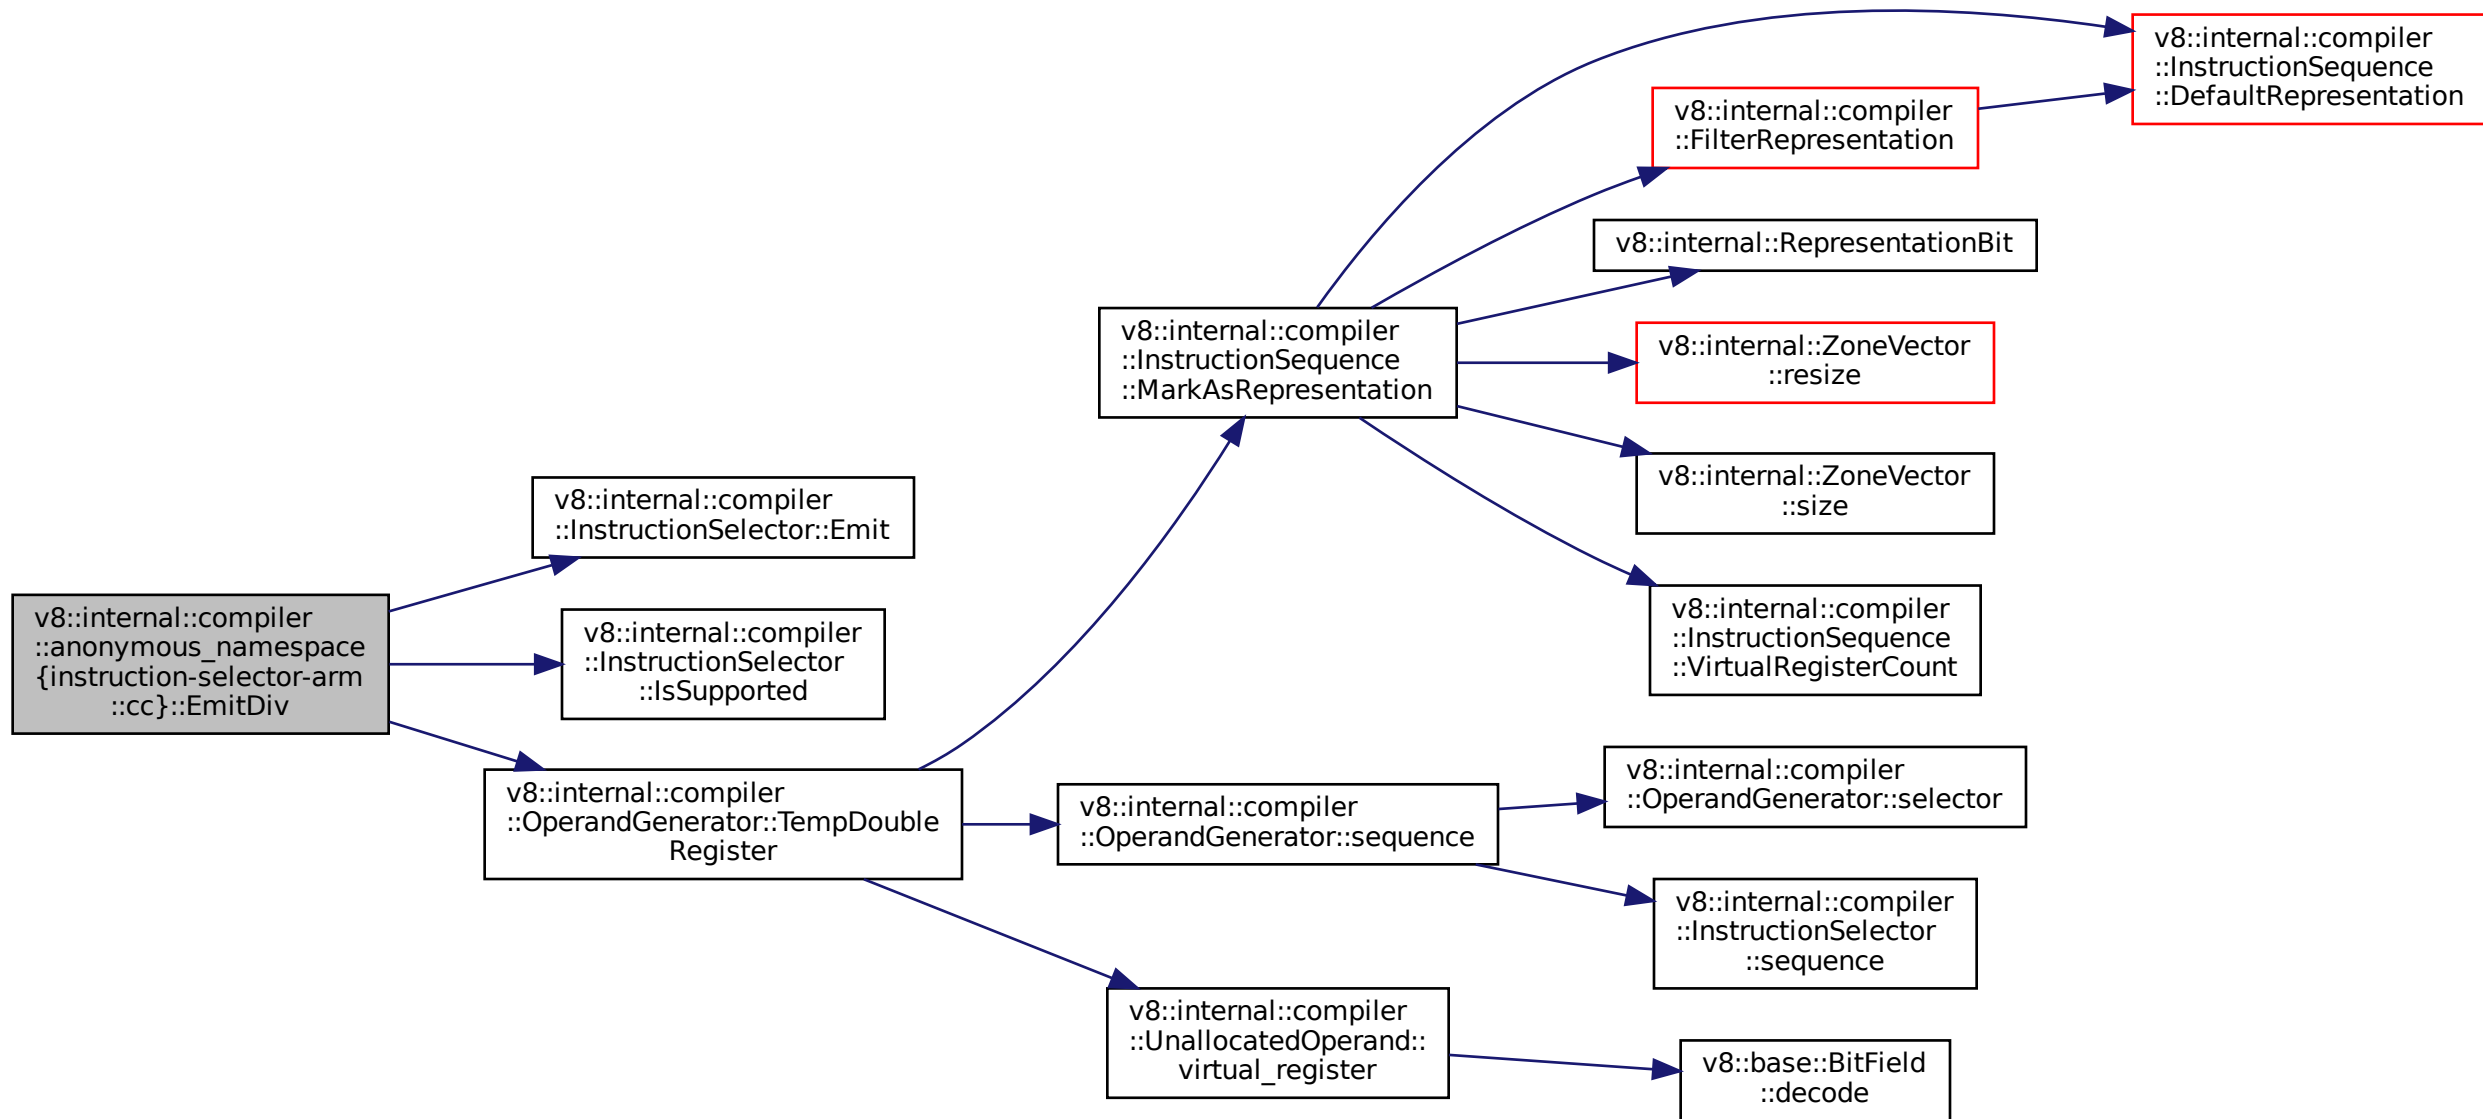 v8::internal::compiler
::anonymous_namespace
{instruction-selector-arm
::cc}::EmitDiv
v8::internal::compiler
::InstructionSelector::Emit
v8::internal::compiler
::InstructionSelector
::IsSupported
v8::internal::compiler
::OperandGenerator::TempDouble
Register
v8::internal::compiler
::InstructionSequence
::MarkAsRepresentation
v8::internal::compiler
::InstructionSequence
::DefaultRepresentation
v8::internal::compiler
::FilterRepresentation
v8::internal::RepresentationBit
v8::internal::ZoneVector
::resize
v8::internal::ZoneVector
::size
v8::internal::compiler
::InstructionSequence
::VirtualRegisterCount
v8::internal::compiler
::OperandGenerator::sequence
v8::internal::compiler
::OperandGenerator::selector
v8::internal::compiler
::InstructionSelector
::sequence
v8::internal::compiler
::UnallocatedOperand::
virtual_register
v8::base::BitField
::decode